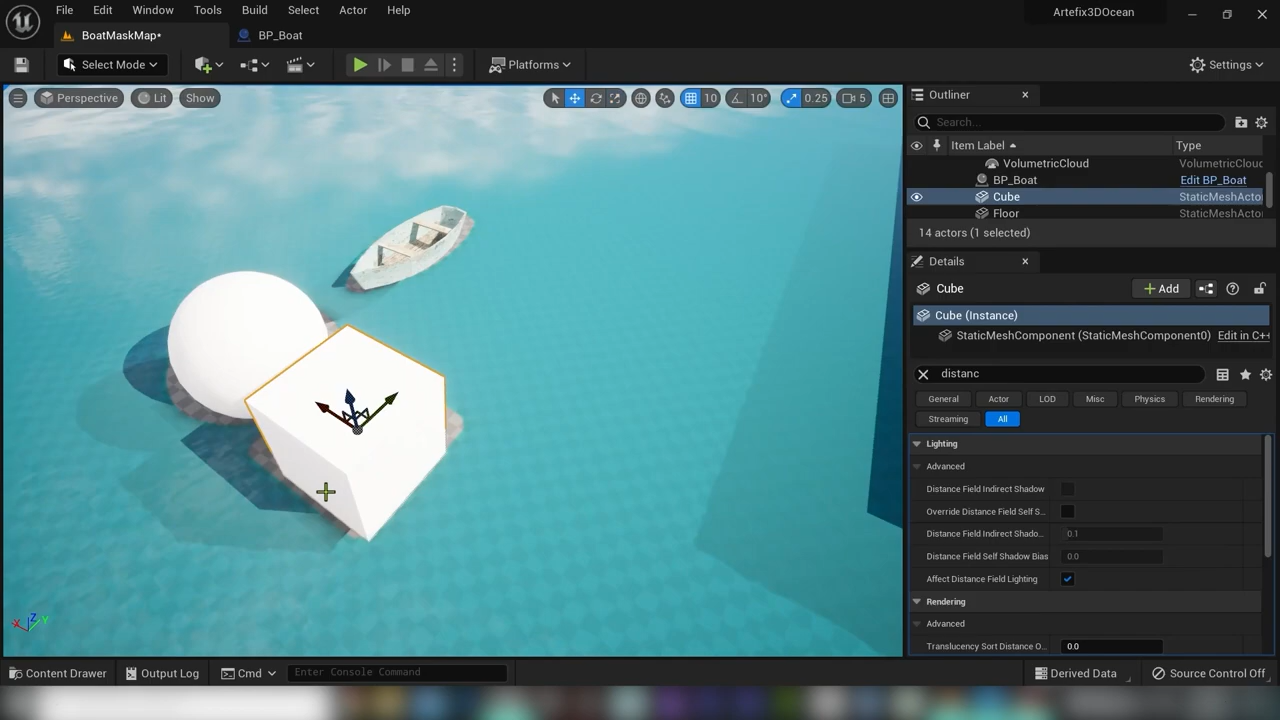 File Edit Window Tools Build Select Actor Help
Artefix3DOcean
BoatMaskMap* BP_Boat
Select Mode Platforms Settings
Perspective Lit Show 10 10° 0.25 5
Outliner
Search...
Item Label Type
VolumetricCloud VolumetricCloud
BP_Boat Edit BP_Boat
Cube StaticMeshActo
Floor StaticMeshActo
14 actors (1 selected)
Details
Cube Add
Cube (Instance)
StaticMeshComponent (StaticMeshComponent0) Edit in C++
distanc
General Actor LOD Misc Physics Rendering
Streaming All
Lighting
Advanced
Distance Field Indirect Shadow
Override Distance Field Self S...
Distance Field Indirect Shado... 0.1
Distance Field Self Shadow Bias 0.0
Affect Distance Field Lighting
Rendering
Advanced
Translucency Sort Distance O... 0.0
X Z Y
Content Drawer Output Log Cmd Enter Console Command Derived Data Source Control Off